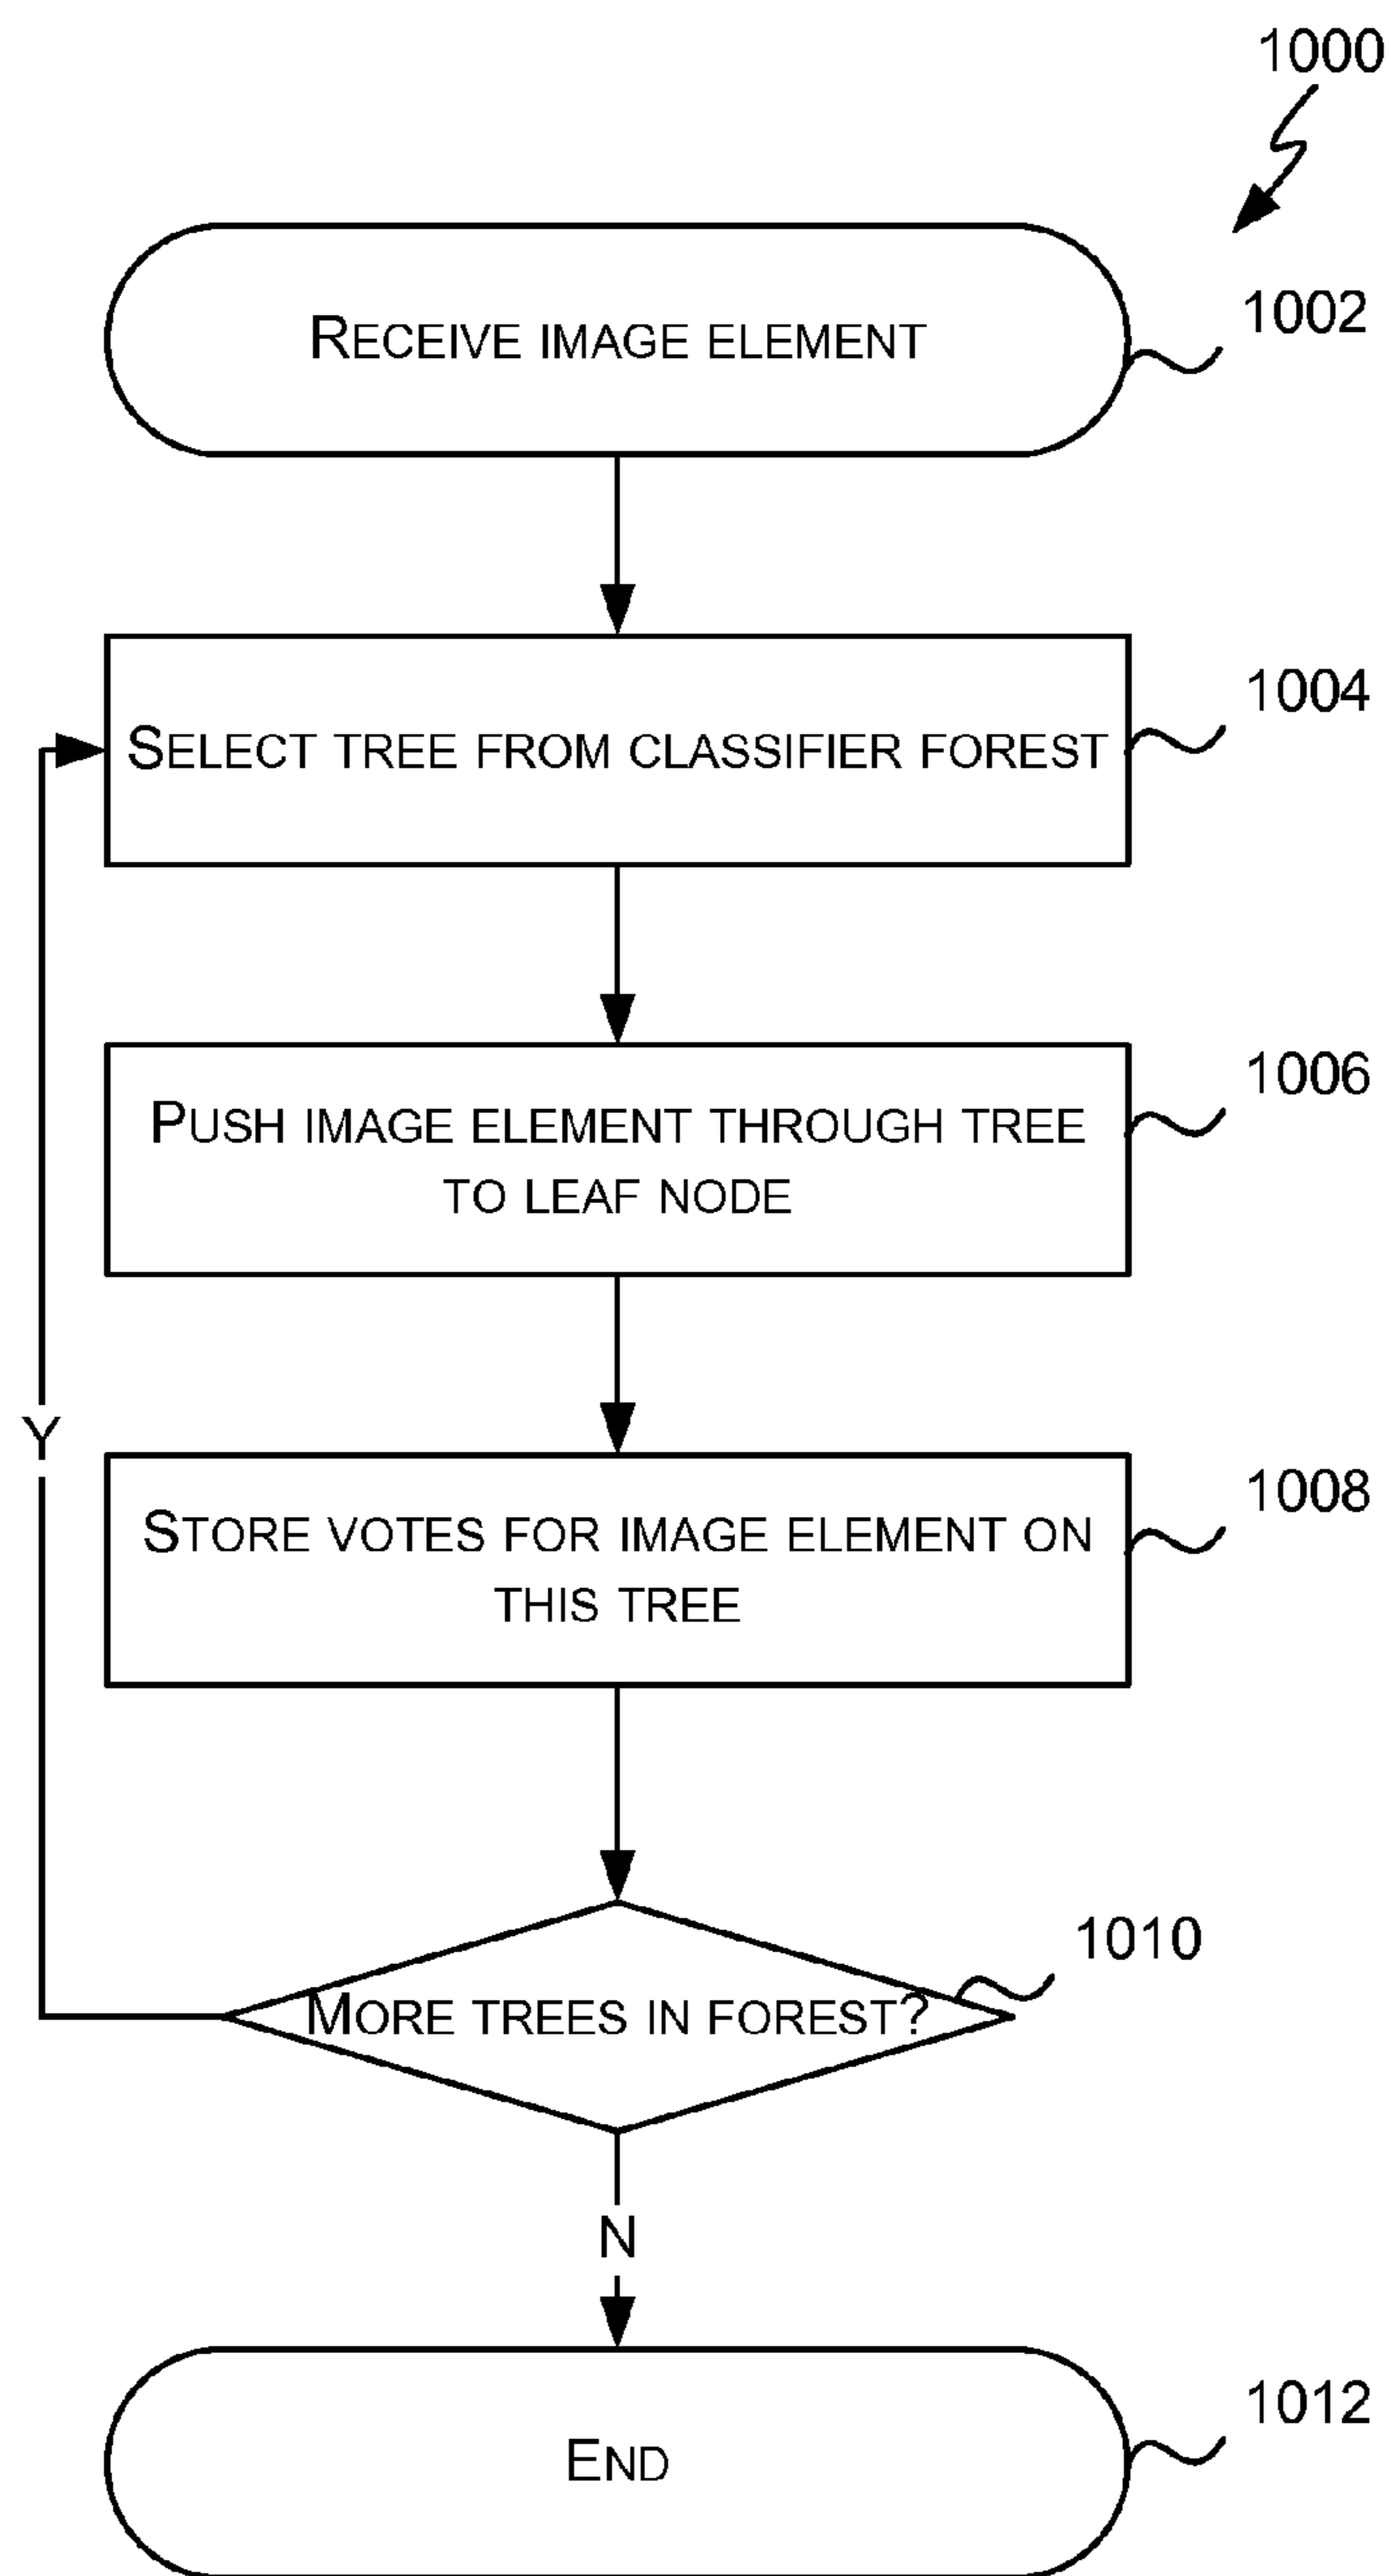 1000
RECEIVE IMAGE ELEMENT
1002
SELECT TREE FROM CLASSIFIER FOREST
1004
PUSH IMAGE ELEMENT THROUGH TREE
TO LEAF NODE
1006
Y
STORE VOTES FOR IMAGE ELEMENT ON
THIS TREE
1008
MORE TREES IN FOREST?
1010
N
END
1012